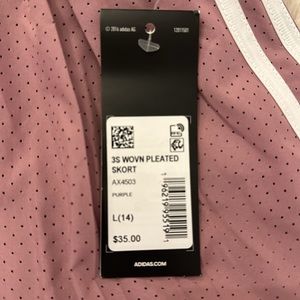 © 2016 adidas AG
3S WOVN PLEATED
SKORT
AX4503
PURPLE
L(14)
$35.00
ADIDAS.COM